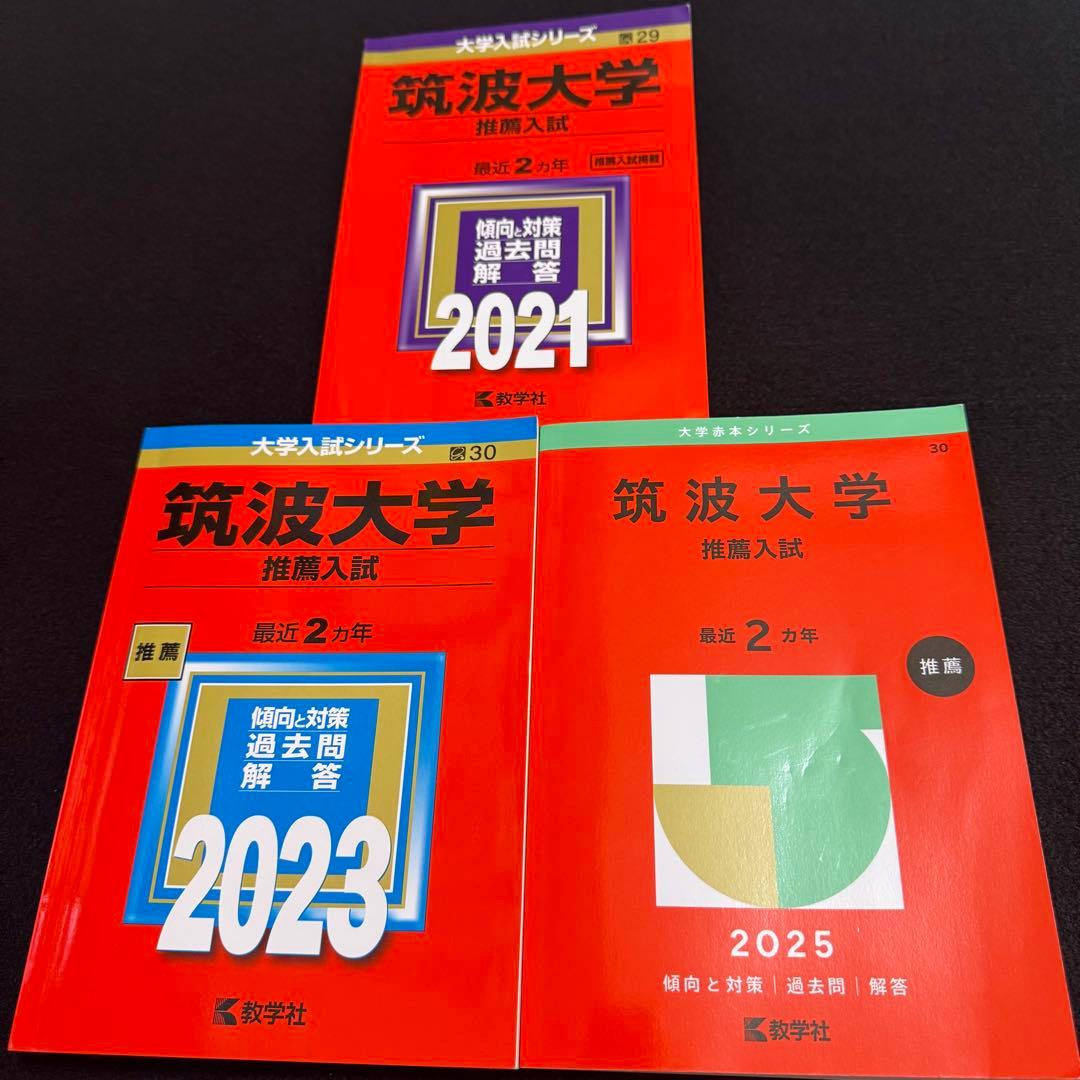 大学入試シリーズ
29
筑波大学
推薦入試
最近2カ年
推薦入試掲載
傾向と対策
過去問
解答
2021
教学社
大学入試シリーズ
30
筑波大学
推薦入試
最近2カ年
推薦
傾向と対策
過去問
解答
2023
教学社
大学赤本シリーズ
30
筑波大学
推薦入試
最近2カ年
推薦
2025
傾向と対策|過去問|解答
教学社